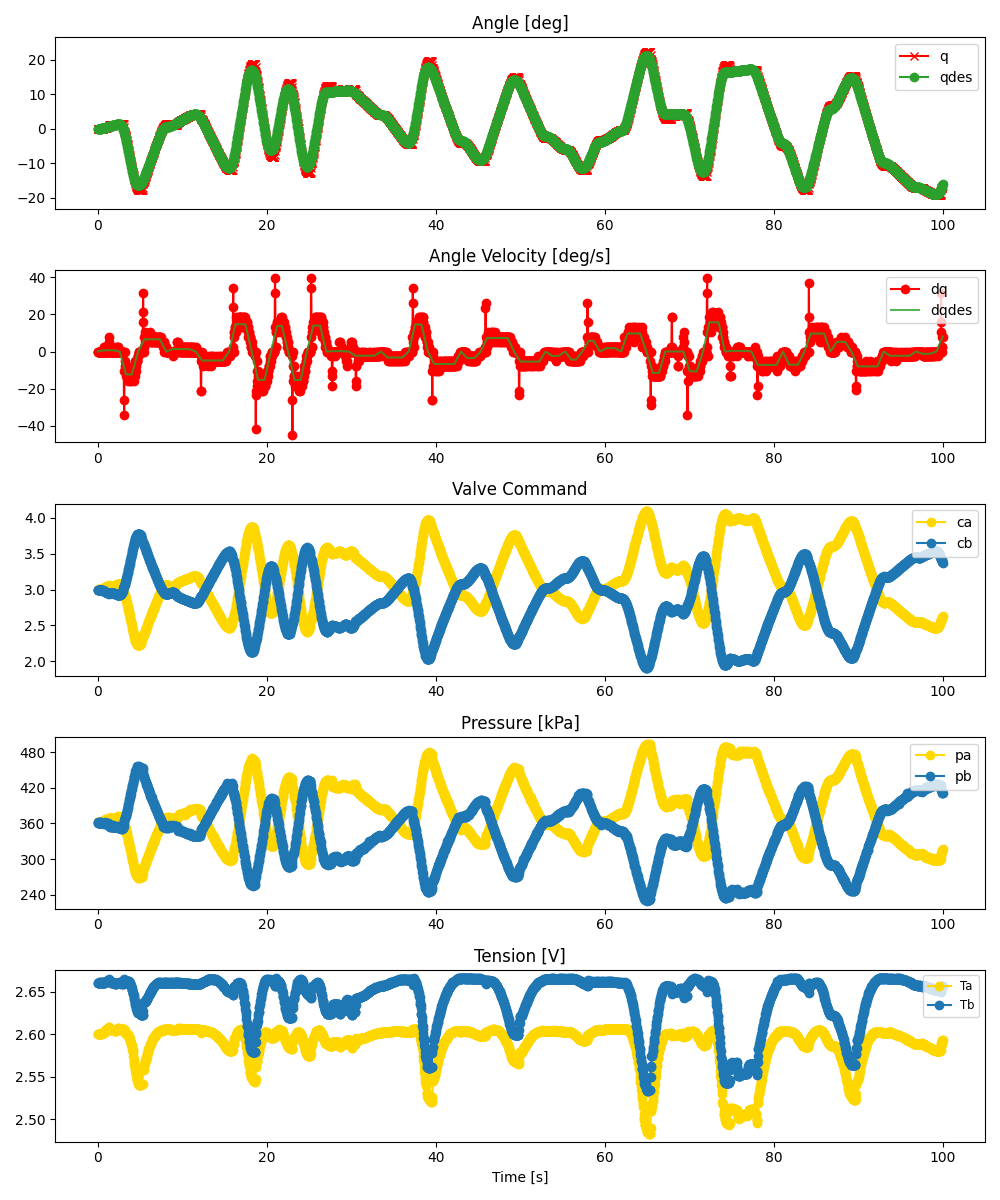 Angle [deg]
20
10
0
−10
−20
q
qdes
0 20 40 60 80 100
Angle Velocity [deg/s]
40
20
0
−20
−40
dq
dqdes
0 20 40 60 80 100
Valve Command
4.0
3.5
3.0
2.5
2.0
ca
cb
0 20 40 60 80 100
Pressure [kPa]
480
420
360
300
240
pa
pb
0 20 40 60 80 100
Tension [V]
2.65
2.60
2.55
2.50
Ta
Tb
0 20 40 60 80 100
Time [s]